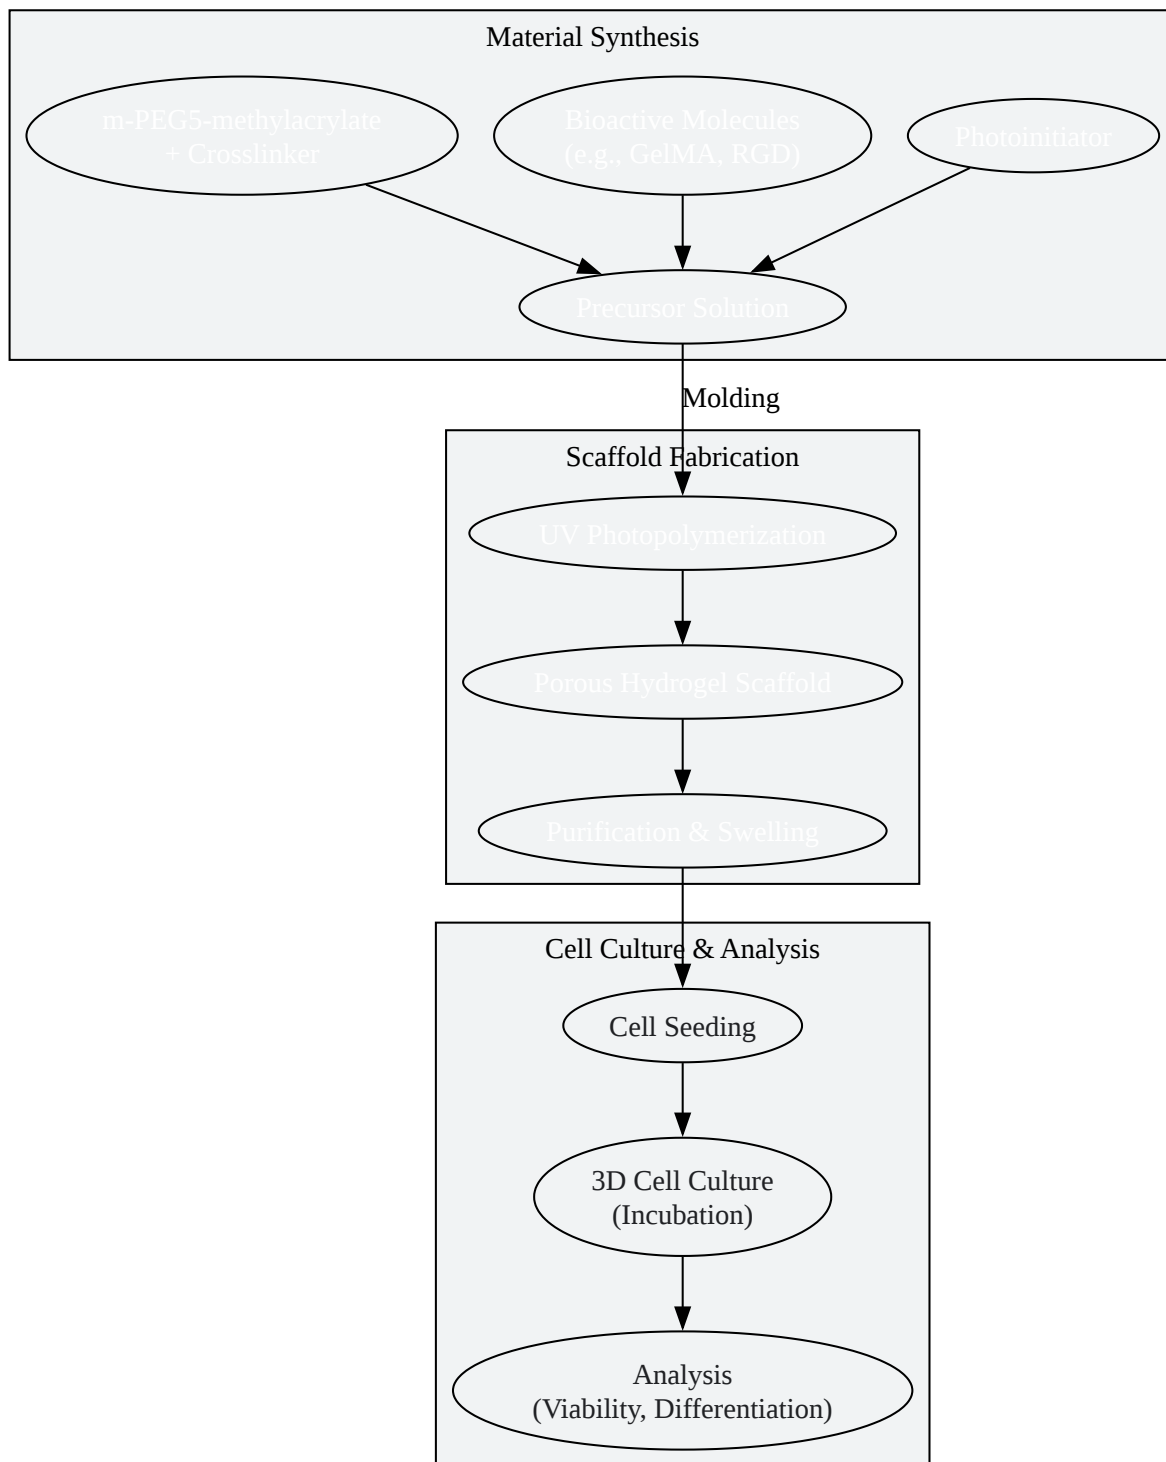 Material Synthesis
m-PEG5-methylacrylate
+ Crosslinker
Bioactive Molecules
(e.g., GelMA, RGD)
Photoinitiator
Precursor Solution
Molding
Scaffold Fabrication
UV Photopolymerization
Porous Hydrogel Scaffold
Purification & Swelling
Cell Culture & Analysis
Cell Seeding
3D Cell Culture
(Incubation)
Analysis
(Viability, Differentiation)